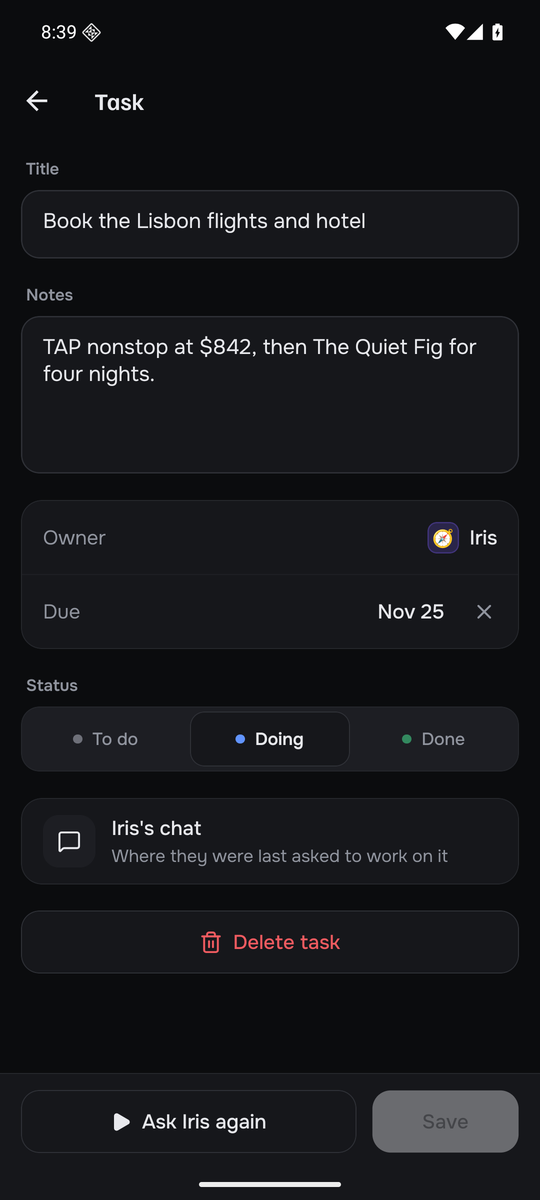 8:39
Task
Title
Book the Lisbon flights and hotel
Notes
TAP nonstop at $842, then The Quiet Fig for
four nights.
Owner
Iris
Due
Nov 25
Status
To do
Doing
Done
Iris's chat
Where they were last asked to work on it
Delete task
Ask Iris again
Save